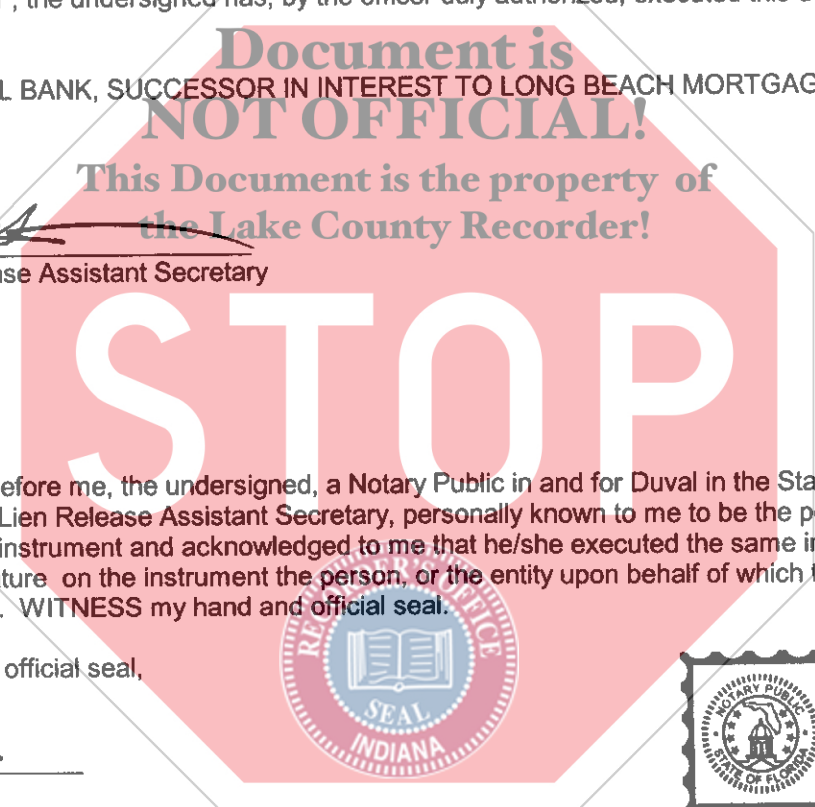 , the undersigned has, by the officer duly authorized, executed this
Document is
L BANK, SUCCESSOR IN INTEREST TO LONG BEACH MORTGAG
NOT OFFICIAL!
This Document is the property of
the Lake County Recorder!
ase Assistant Secretary
STOP
efore me, the undersigned, a Notary Public in and for Duval in the Sta
Lien Release Assistant Secretary, personally known to me to be the p
instrument and acknowledged to me that he/she executed the same i
ture on the instrument the person, or the entity upon behalf of which t
. WITNESS my hand and official seal.
RECORDER'S OFFICE
SEAL
INDIANA
official seal,
NOTARY PUBLIC
STATE OF FLORIDA